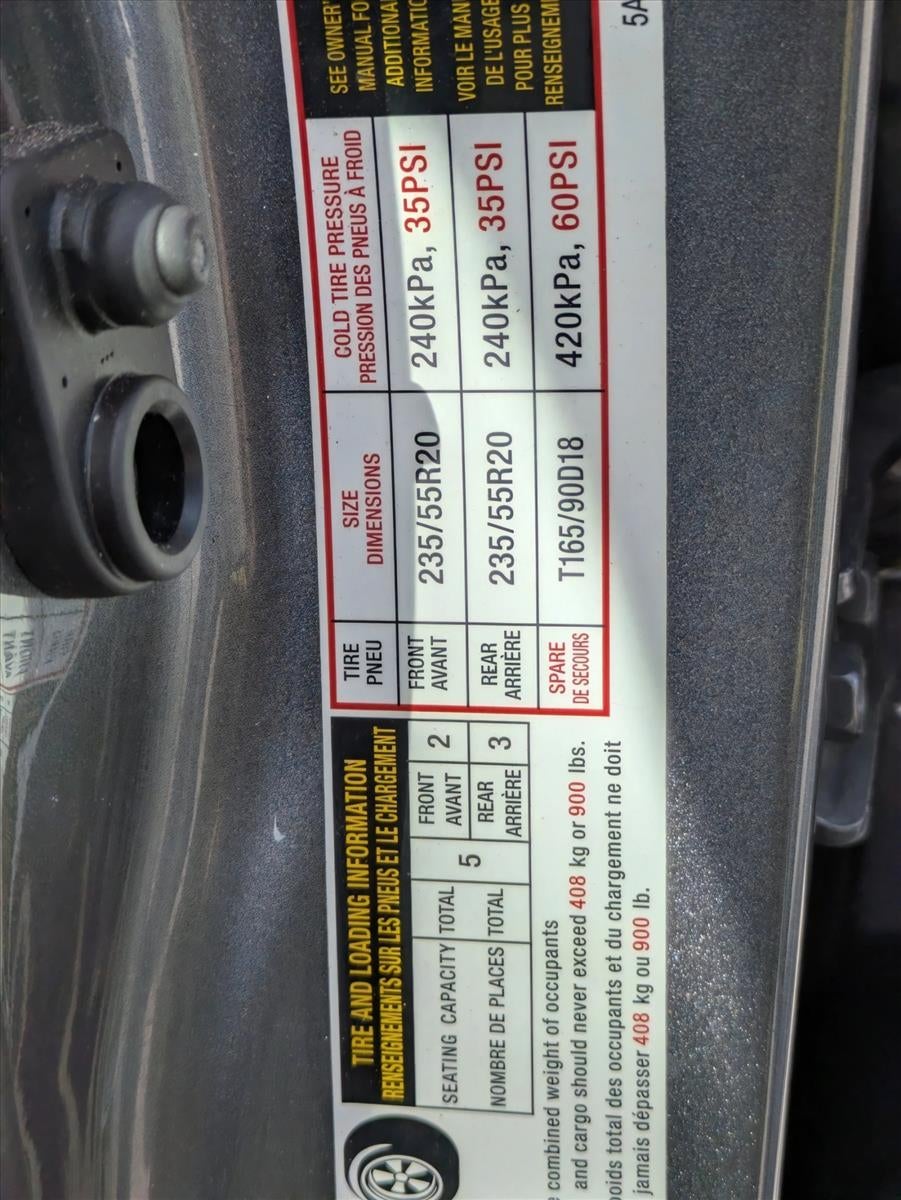 TIRE AND LOADING INFORMATION
RENSEIGNEMENTS SUR LES PNEUS ET LE CHARGEMENT
SEATING CAPACITY TOTAL 5 FRONT AVANT 2
NOMBRE DE PLACES TOTAL REAR ARRIÈRE 3
combined weight of occupants
and cargo should never exceed 408 kg or 900 lbs.
poids total des occupants et du chargement ne doit
jamais dépasser 408 kg ou 900 lb.
TIRE
PNEU
SIZE
DIMENSIONS
COLD TIRE PRESSURE
PRESSION DES PNEUS À FROID
FRONT
AVANT
235/55R20
240kPa, 35PSI
REAR
ARRIÈRE
235/55R20
240kPa, 35PSI
SPARE
DE SECOURS
T165/90D18
420kPa, 60PSI
SEE OWNER'
MANUAL FO
ADDITIONA
INFORMATIO
VOIR LE MAN
DE L'USAGE
POUR PLUS
RENSEIGNEM
5A